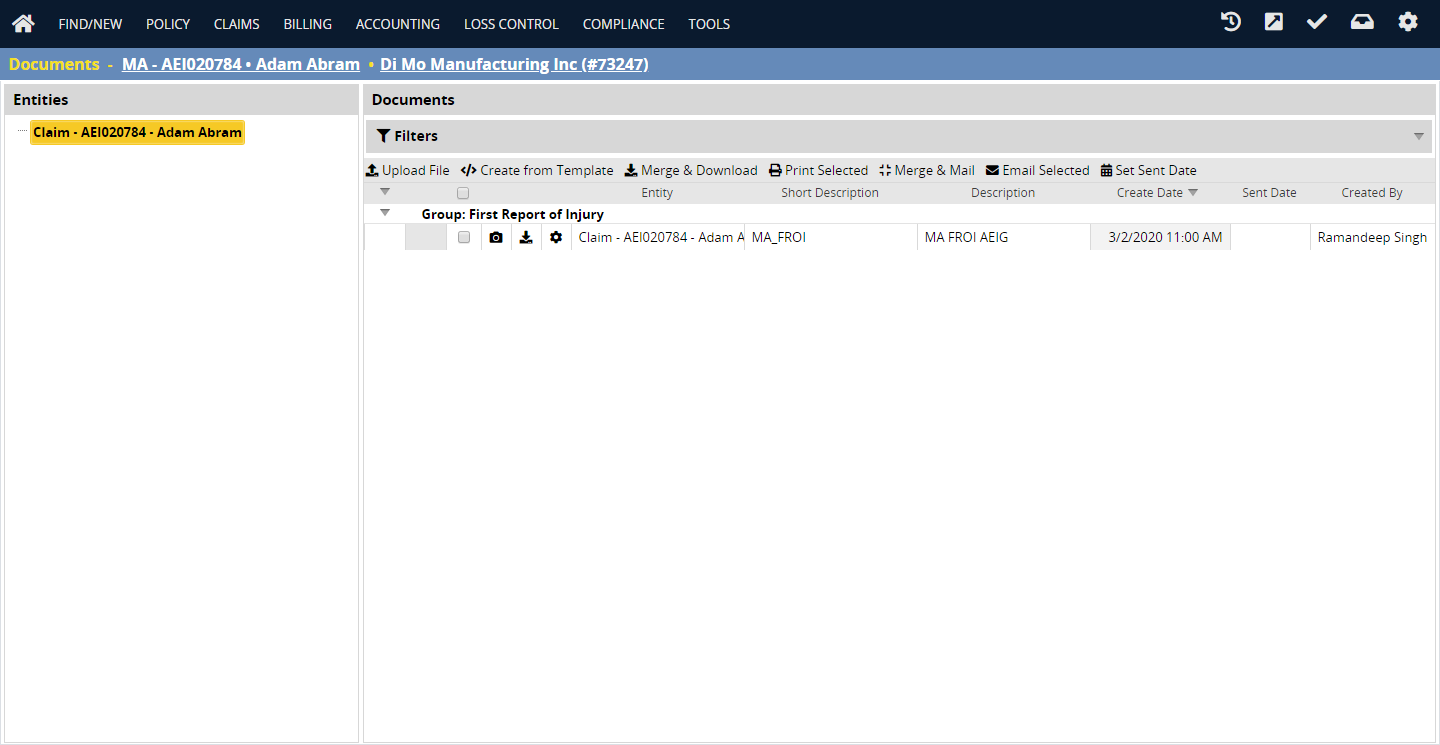 FIND/NEW POLICY CLAIMS BILLING ACCOUNTING LOSS CONTROL COMPLIANCE TOOLS
Documents - MA - AEI020784 • Adam Abram • Di Mo Manufacturing Inc (#73247)
Entities
Claim - AEI020784 - Adam Abram
Documents
Filters
Upload File Create from Template Merge & Download Print Selected Merge & Mail Email Selected Set Sent Date
Entity Short Description Description Create Date Sent Date Created By
Group: First Report of Injury
Claim - AEI020784 - Adam A MA_FROI MA FROI AEIG 3/2/2020 11:00 AM Ramandeep Singh